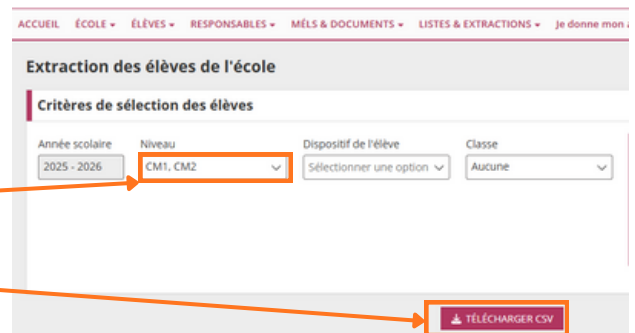 ACCUEIL ÉCOLE ÉLÈVES RESPONSABLES MÉLS & DOCUMENTS LISTES & EXTRACTIONS Je donne mon
Extraction des élèves de l'école
Critères de sélection des élèves
Année scolaire Niveau Dispositif de l'élève Classe
2025 - 2026 CM1, CM2 Sélectionner une option Aucune
TÉLÉCHARGER CSV